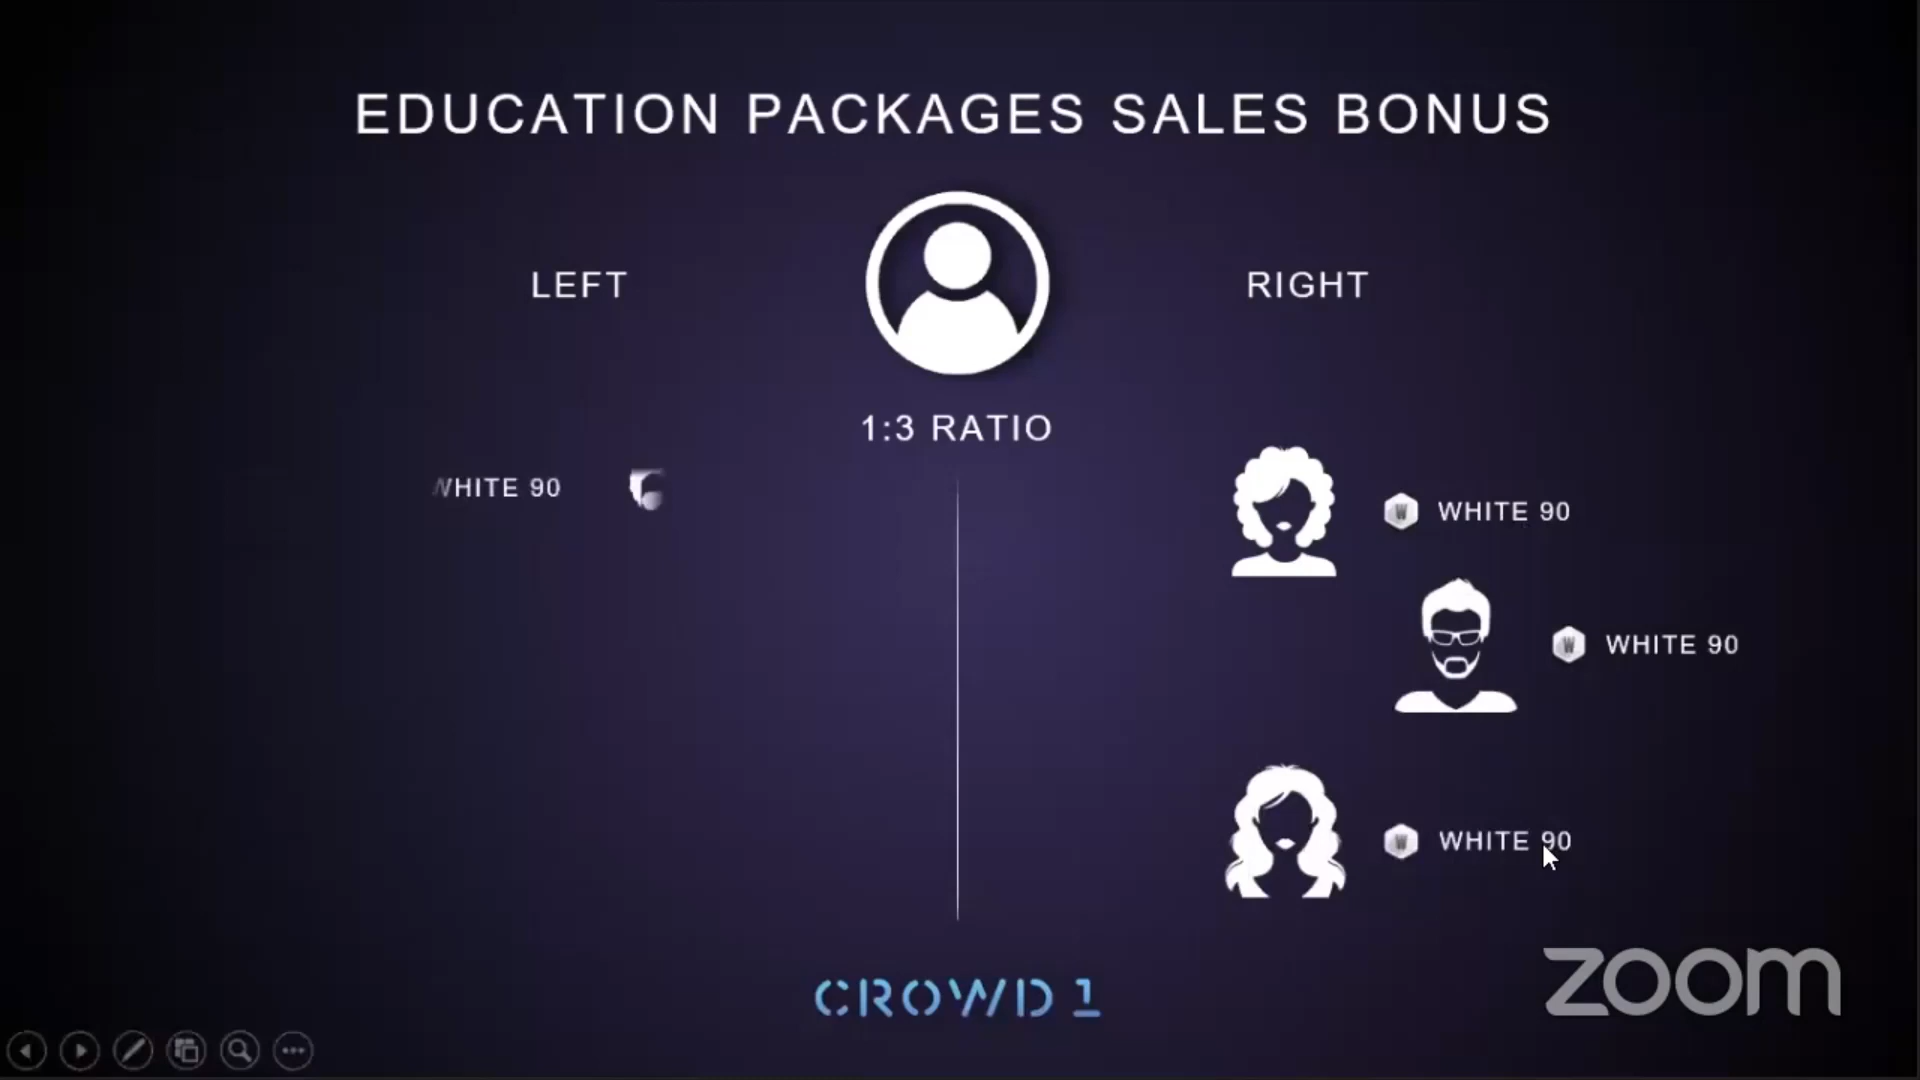 EDUCATION PACKAGES SALES BONUS
LEFT
RIGHT
1:3 RATIO
WHITE 90
W WHITE 90
W WHITE 90
W WHITE 90
CROWD 1
zoom